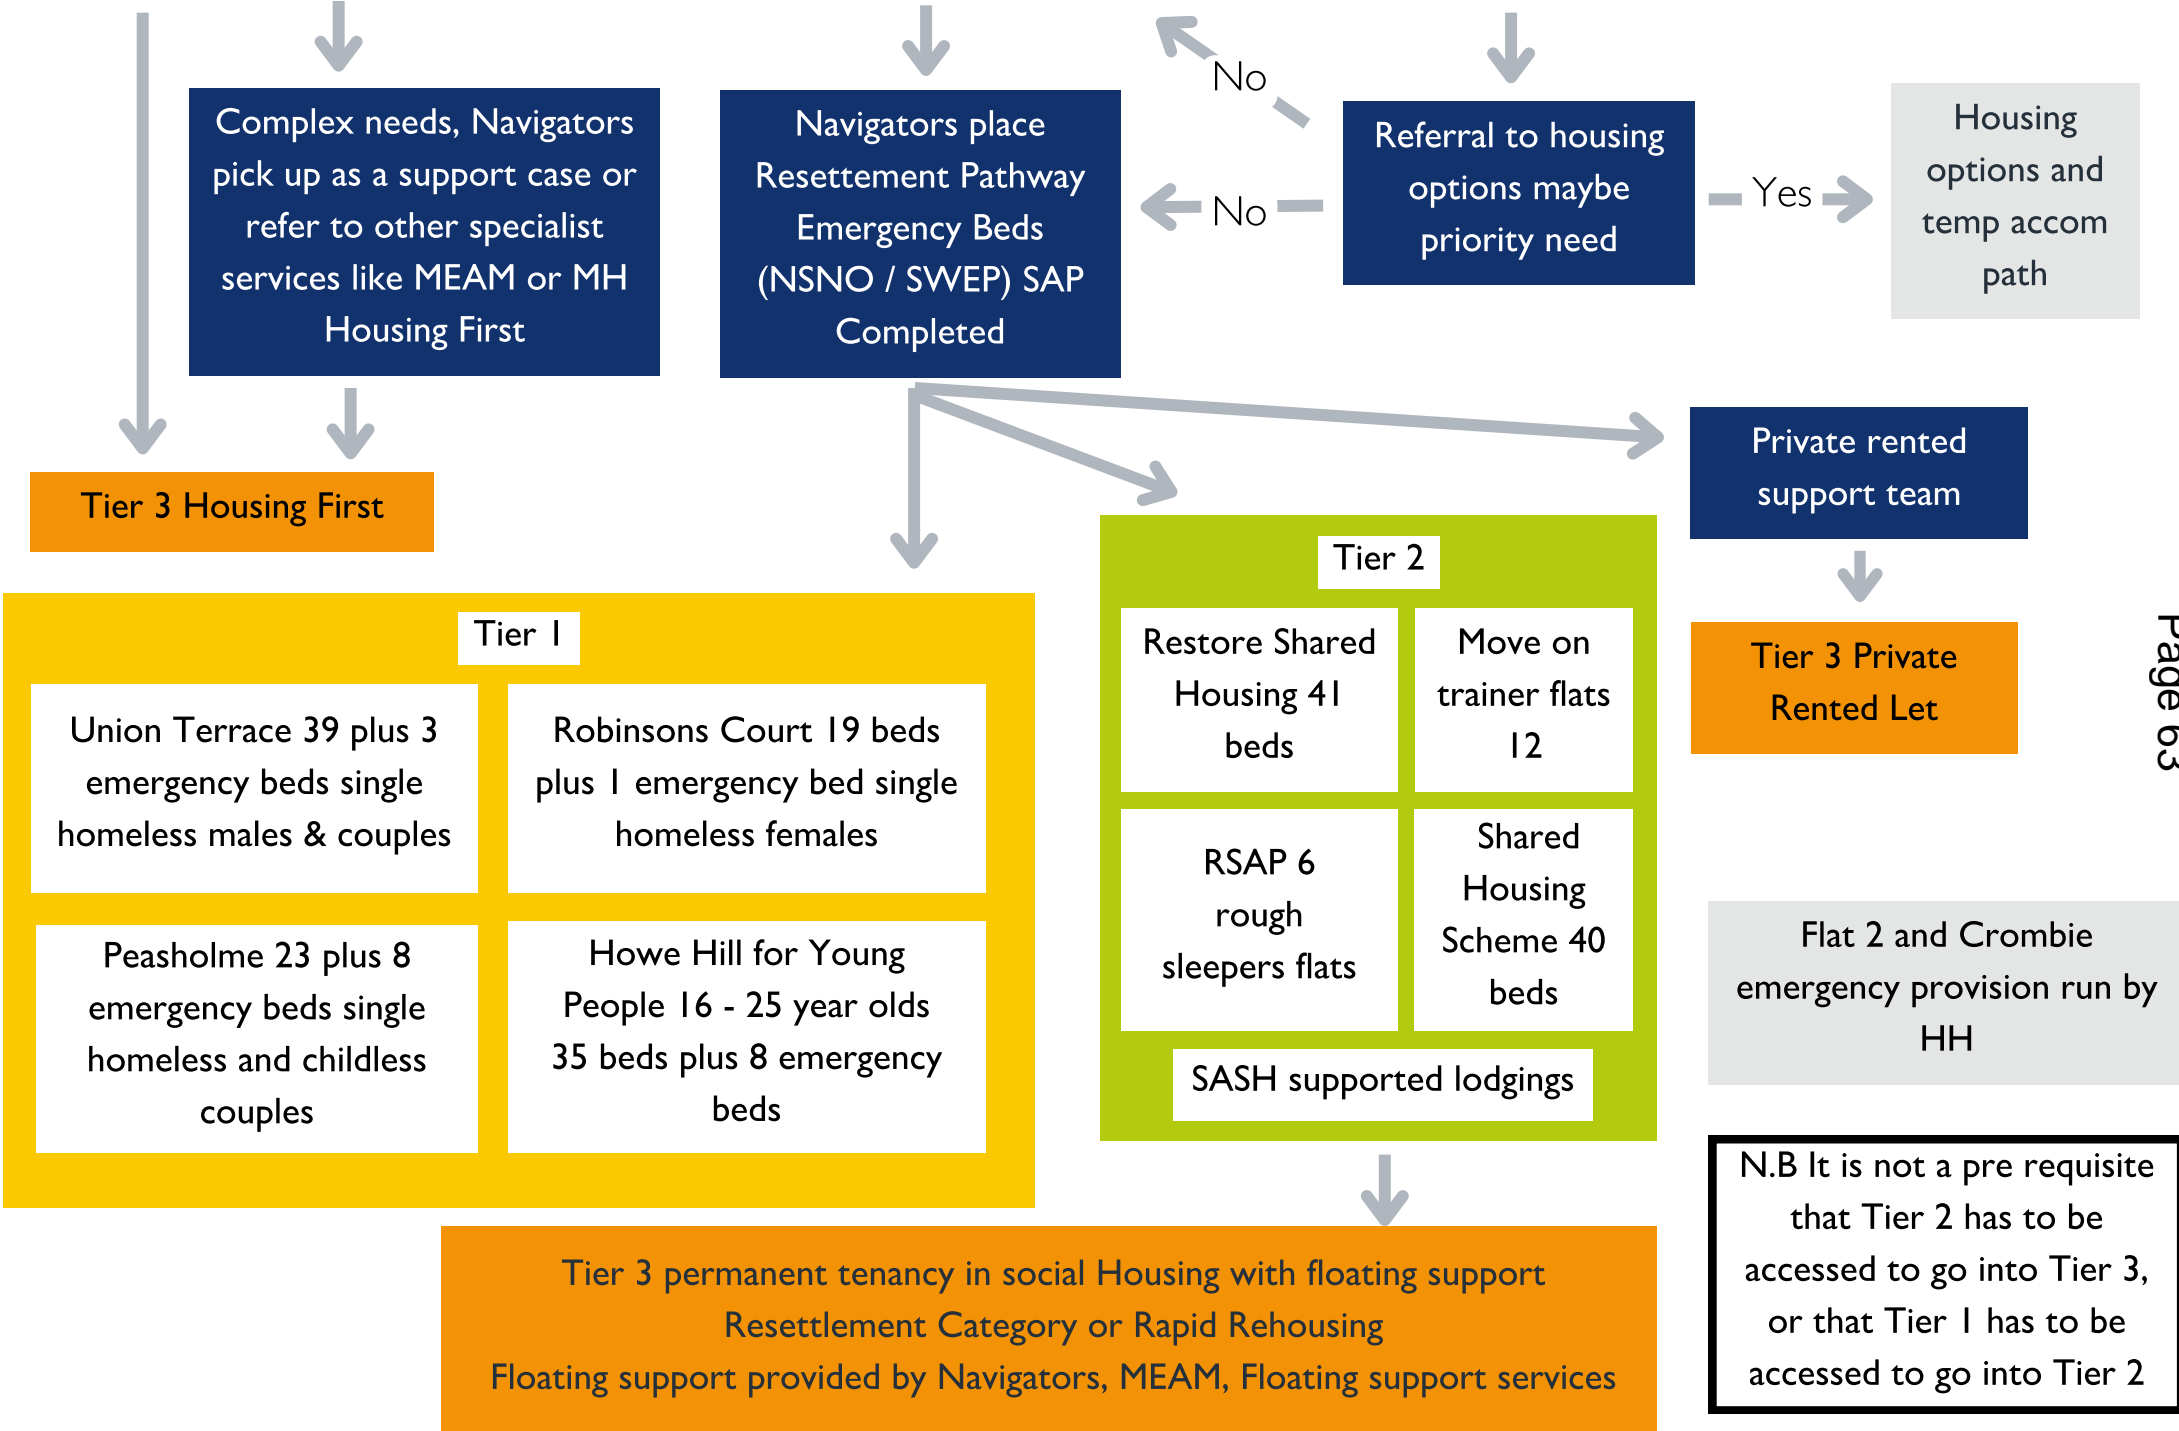 No
Complex needs, Navigators
pick up as a support case or
refer to other specialist
services like MEAM or MH
Housing First
Navigators place
Resettement Pathway
Emergency Beds
(NSNO / SWEP) SAP
Completed
No
Referral to housing
options maybe
priority need
Yes
Housing
options and
temp accom
path
Tier 3 Housing First
Private rented
support team
Tier 3 Private
Rented Let
Tier 1
Union Terrace 39 plus 3
emergency beds single
homeless males & couples
Robinsons Court 19 beds
plus 1 emergency bed single
homeless females
Peasholme 23 plus 8
emergency beds single
homeless and childless
couples
Howe Hill for Young
People 16 - 25 year olds
35 beds plus 8 emergency
beds
Tier 2
Restore Shared
Housing 41
beds
Move on
trainer flats
12
RSAP 6
rough
sleepers flats
Shared
Housing
Scheme 40
beds
SASH supported lodgings
Page 63
Flat 2 and Crombie
emergency provision run by
HH
N.B It is not a pre requisite
that Tier 2 has to be
accessed to go into Tier 3,
or that Tier 1 has to be
accessed to go into Tier 2
Tier 3 permanent tenancy in social Housing with floating support
Resettlement Category or Rapid Rehousing
Floating support provided by Navigators, MEAM, Floating support services